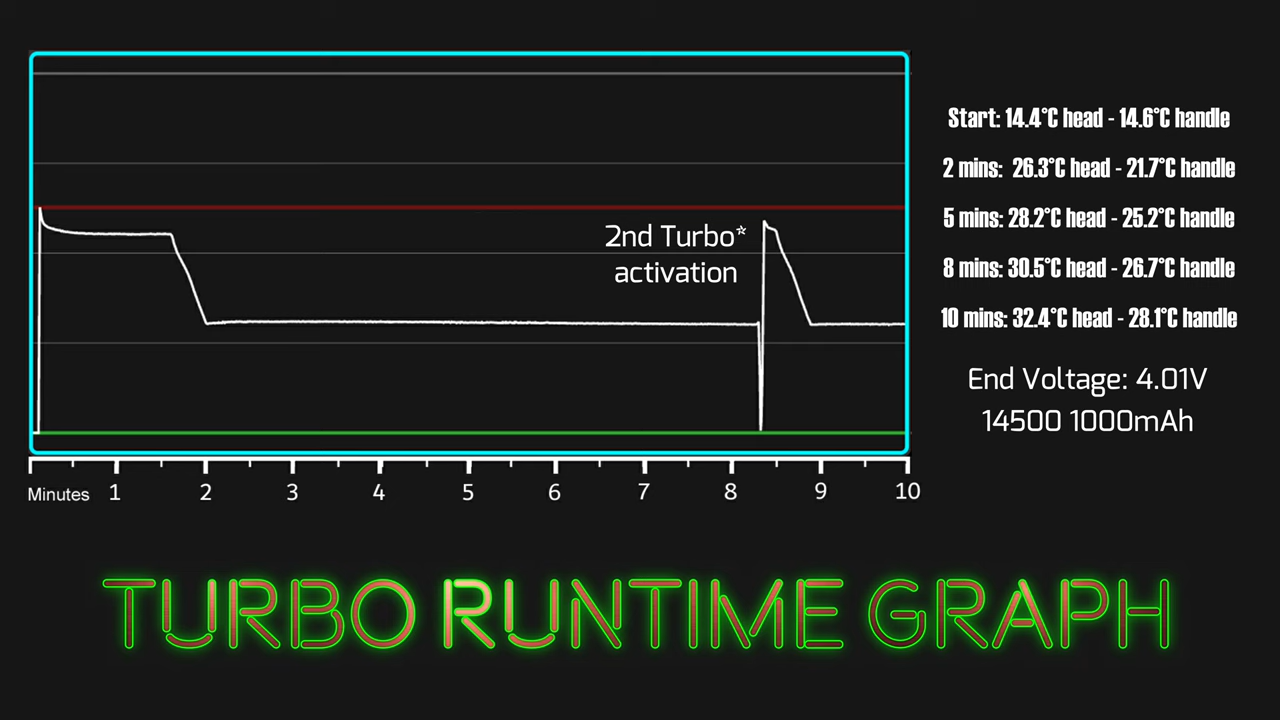 Start: 14.4°C head - 14.6°C handle
2 mins: 26.3°C head - 21.7°C handle
5 mins: 28.2°C head - 25.2°C handle
8 mins: 30.5°C head - 26.7°C handle
10 mins: 32.4°C head - 28.1°C handle
End Voltage: 4.01V
14500 1000mAh
2nd Turbo*
activation
Minutes 1 2 3 4 5 6 7 8 9 10
TURBO RUNTIME GRAPH